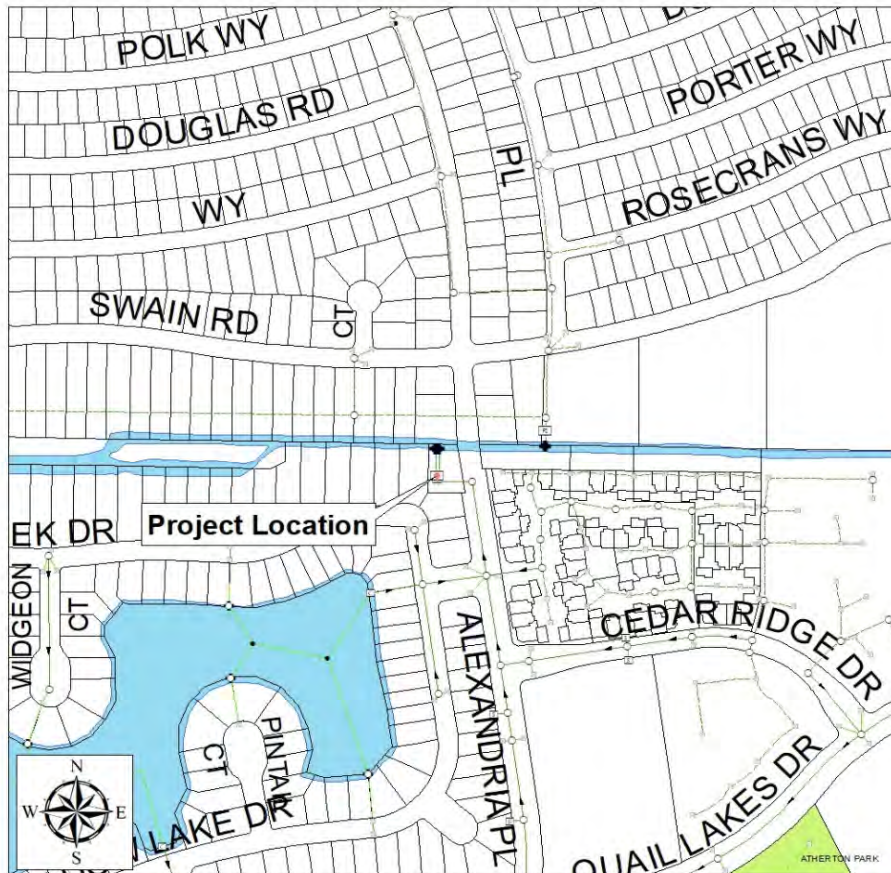 POLK WY
DOUGLAS RD
WY
PORTER WY
PL
ROSECRANS WY
SWAIN RD
CT
Project Location
EK DR
WIDGEON
CT
ALEXANDRIA PL
CEDAR RIDGE DR
PINTAIL
CT
LAKE DR
QUAIL LAKES DR
ATHERTON PARK
N
W
E
S